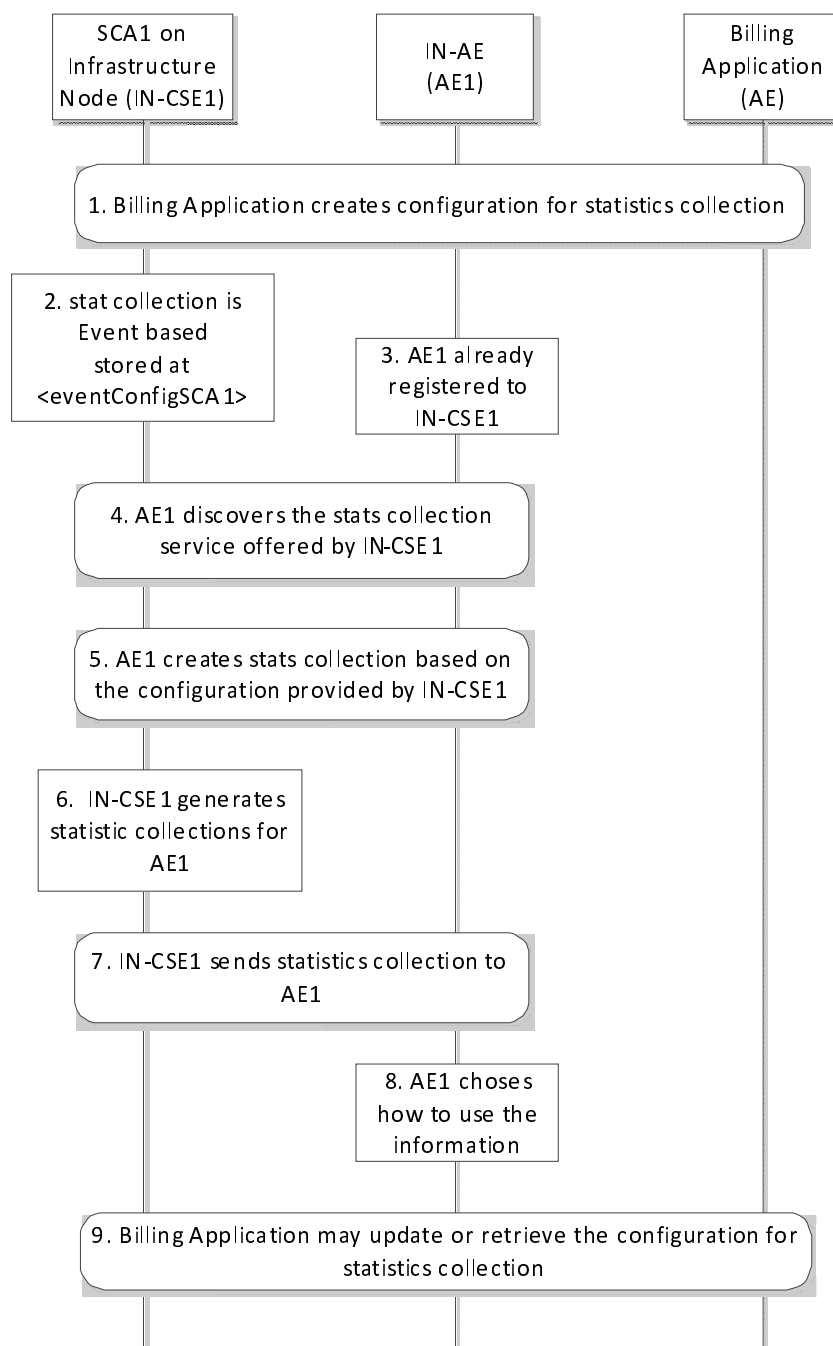 SCA1 on
Infrastructure
Node (IN-CSE1)
IN-AE
(AE1)
Billing
Application
(AE)
1. Billing Application creates configuration for statistics collection
2. stat collection is
Event based
stored at
<eventConfigSCA1>
3. AE1 already
registered to
IN-CSE1
4. AE1 discovers the stats collection
service offered by IN-CSE1
5. AE1 creates stats collection based on
the configuration provided by IN-CSE1
6. IN-CSE1 generates
statistic collections for
AE1
7. IN-CSE1 sends statistics collection to
AE1
8. AE1 choses
how to use the
information
9. Billing Application may update or retrieve the configuration for
statistics collection